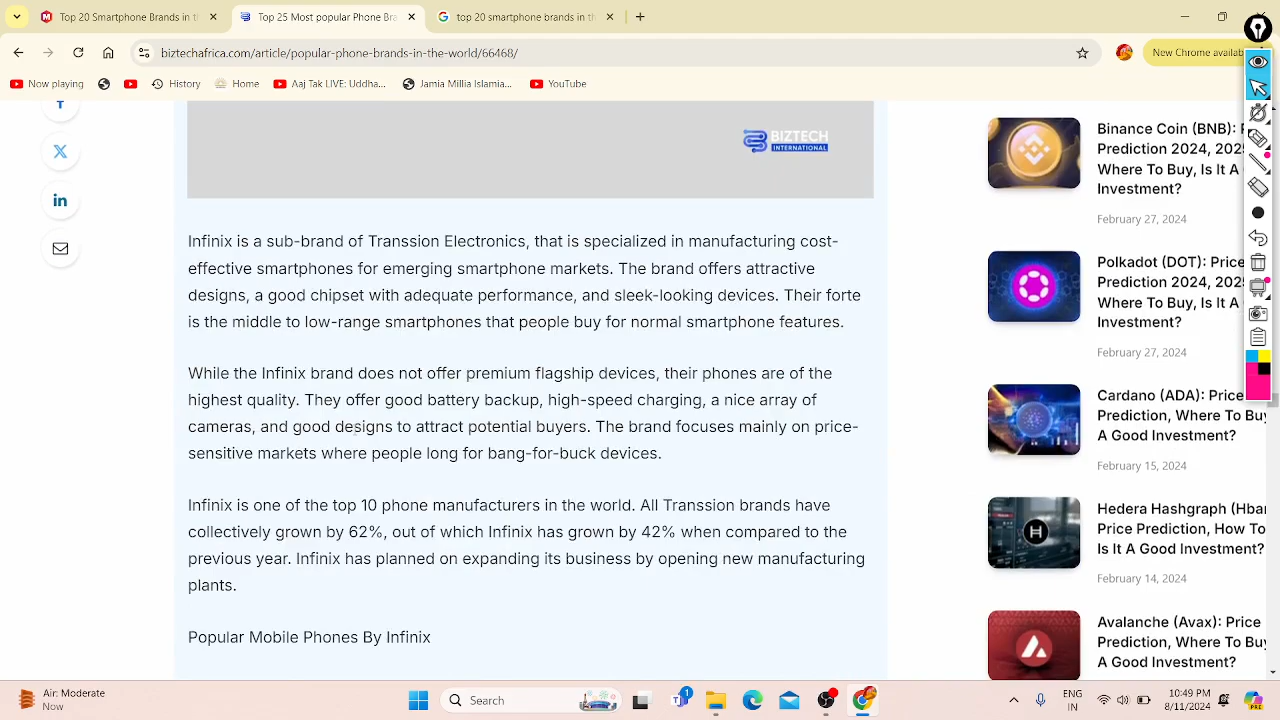 Top 20 Smartphone Brands in th
Top 25 Most Popular Phone Bran
top 20 smartphone brands in th
biztechafrica.com/article/popular-phone-brands-in-the-world/66468/
New Chrome availab
Now playing
History
Home
Aaj Tak LIVE: Uddha...
Jamia Millia Islamia...
YouTube
BIZTECH
INTERNATIONAL
Infinix is a sub-brand of Transsion Electronics, that is specialized in manufacturing cost-
effective smartphones for emerging smartphone markets. The brand offers attractive
designs, a good chipset with adequate performance, and sleek-looking devices. Their forte
is the middle to low-range smartphones that people buy for normal smartphone features.
While the Infinix brand does not offer premium flagship devices, their phones are of the
highest quality. They offer good battery backup, high-speed charging, a nice array of
cameras, and good designs to attract potential buyers. The brand focuses mainly on price-
sensitive markets where people long for bang-for-buck devices.
Infinix is one of the top 10 phone manufacturers in the world. All Transsion brands have
collectively grown by 62%, out of which Infinix has grown by 42% when compared to the
previous year. Infinix has planned on expanding its business by opening new manufacturing
plants.
Popular Mobile Phones By Infinix
Binance Coin (BNB):
Prediction 2024, 202
Where To Buy, Is It A
Investment?
February 27, 2024
Polkadot (DOT): Price
Prediction 2024, 202
Where To Buy, Is It A
Investment?
February 27, 2024
Cardano (ADA): Price
Prediction, Where To Bu
A Good Investment?
February 15, 2024
Hedera Hashgraph (Hba
Price Prediction, How To
Is It A Good Investment?
February 14, 2024
Avalanche (Avax): Price
Prediction, Where To Bu
A Good Investment?
Air: Moderate
Now
Search
1
ENG
IN
10:49 PM